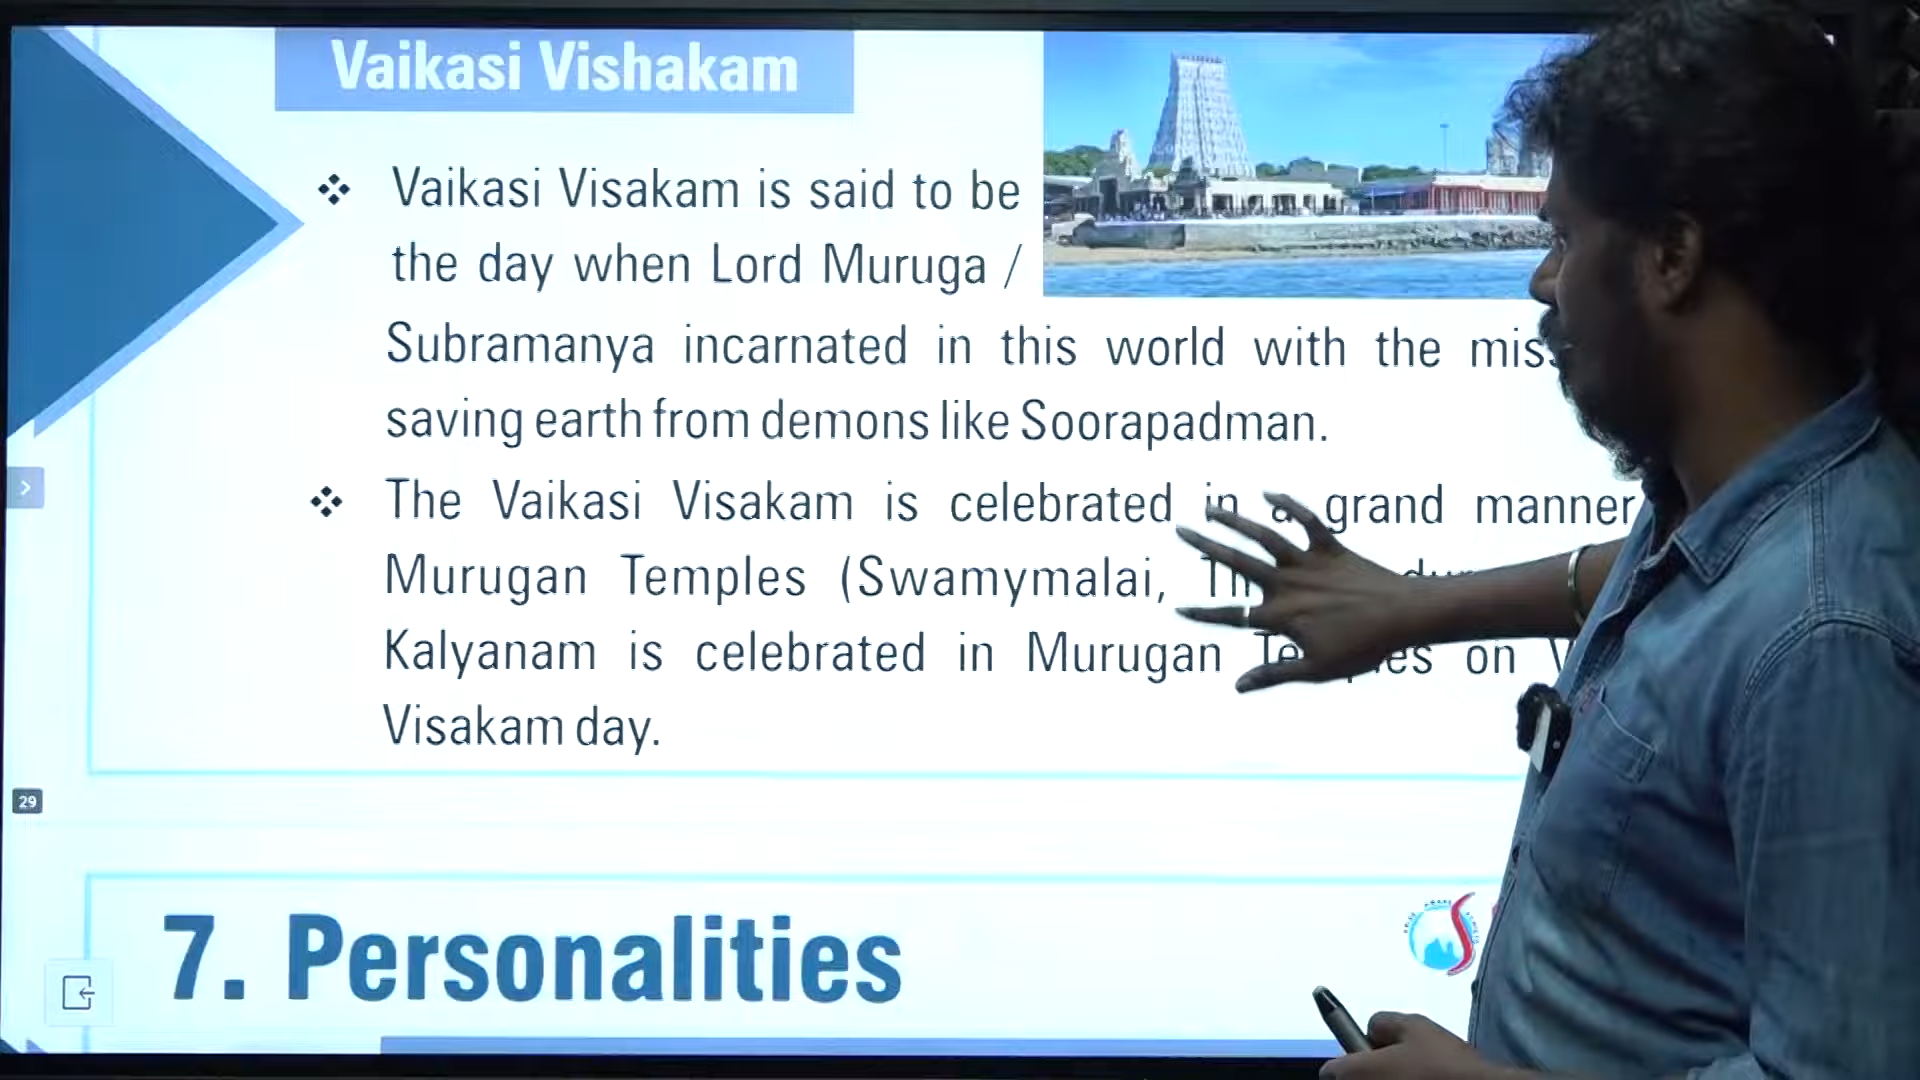 Vaikasi Vishakam
Vaikasi Visakam is said to be
the day when Lord Muruga /
Subramanya incarnated in this world with the
saving earth from demons like Soorapadman.
The Vaikasi Visakam is celebrated in a grand manner
Murugan Temples (Swamymalai,
Kalyanam is celebrated in Murugan Temples on
Visakam day.
29
7. Personalities